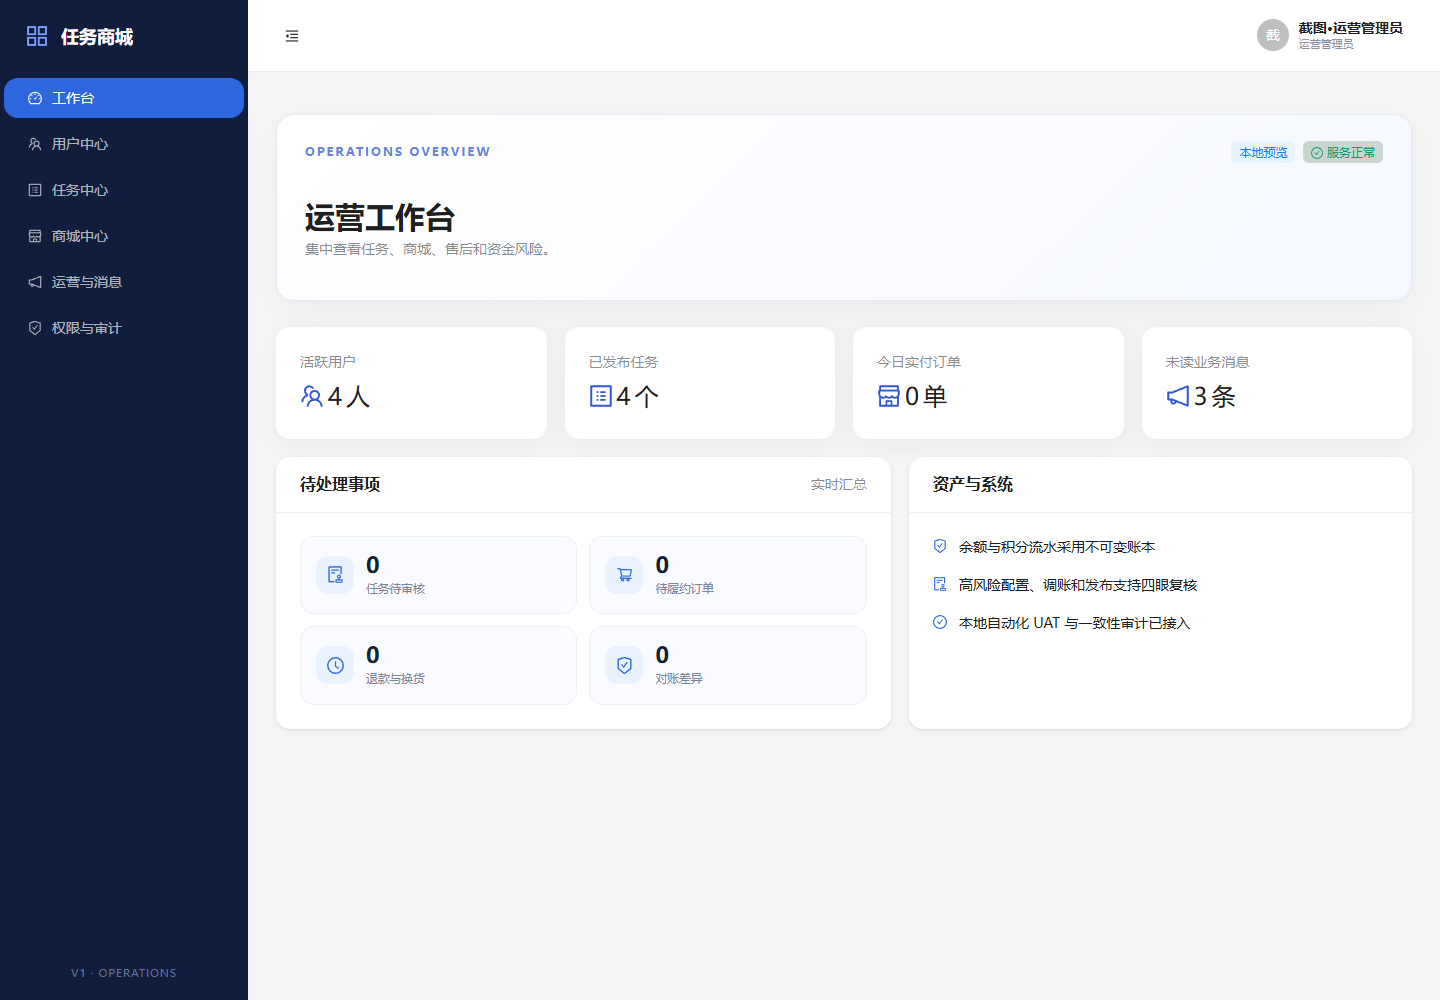 任务商城
工作台
用户中心
任务中心
商城中心
运营与消息
权限与审计
V1 · OPERATIONS
截
截图•运营管理员
运营管理员
OPERATIONS OVERVIEW
本地预览
服务正常
运营工作台
集中查看任务、商城、售后和资金风险。
活跃用户
4人
已发布任务
4个
今日实付订单
0单
未读业务消息
3条
待处理事项
实时汇总
0
任务待审核
0
待履约订单
0
退款与换货
0
对账差异
资产与系统
余额与积分流水采用不可变账本
高风险配置、调账和发布支持四眼复核
本地自动化 UAT 与一致性审计已接入